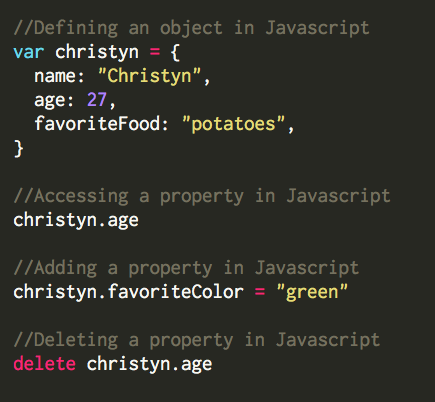 //Defining an object in Javascript
var christyn = {
  name: "Christyn",
  age: 27,
  favoriteFood: "potatoes",
}
//Accessing a property in Javascript
christyn.age
//Adding a property in Javascript
christyn.favoriteColor = "green"
//Deleting a property in Javascript
delete christyn.age